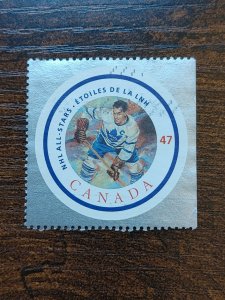 NHL ALL-STARS · ÉTOILES DE LA LNH
47
CANADA